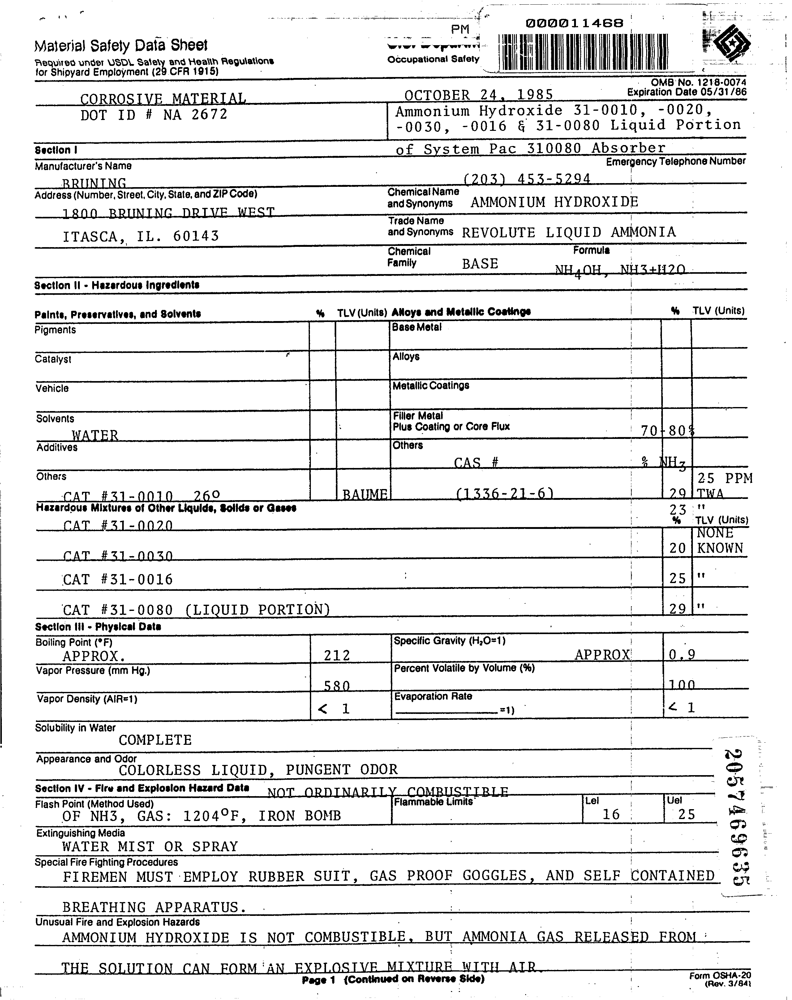 PM
000011468
Material Safety Data Sheet
Required under USDL Safety and Health Regulations
for Shipyard Employment (29 CFR 1915)
Occupational Safety
OMB No. 1218-0074
Expiration Date 05/31/86
CORROSIVE MATERIAL
DOT ID # NA 2672
OCTOBER 24, 1985
Ammonium Hydroxide 31-0010, -0020,
-0030, -0016 & 31-0080 Liquid Portion
Section I
of System Pac 310080 Absorber
Manufacturer's Name
BRUNING
Emergency Telephone Number
(203) 453-5294
Address (Number, Street, City, State, and ZIP Code)
1800 BRUNING DRIVE WEST
ITASCA, IL. 60143
Chemical Name
and Synonyms AMMONIUM HYDROXIDE
Trade Name
and Synonyms REVOLUTE LIQUID AMMONIA
Chemical
Family BASE
Formula
NH4OH, NH3+H2O
Section II - Hazardous Ingredients
Paints, Preservatives, and Solvents % TLV (Units) Alloys and Metallic Coatings % TLV (Units)
Pigments Base Metal
Catalyst Alloys
Vehicle Metallic Coatings
Solvents
WATER
Filler Metal
Plus Coating or Core Flux 70-80%
Additives Others
CAS # % NH3
Others 25 PPM
CAT #31-0010 26° BAUME (1336-21-6) 29 TWA
Hazardous Mixtures of Other Liquids, Solids or Gases 23 "
% TLV (Units)
CAT #31-0020 NONE
CAT #31-0030 20 KNOWN
CAT #31-0016 25 "
CAT #31-0080 (LIQUID PORTION) 29 "
Section III - Physical Data
Boiling Point (°F)
APPROX. 212
Specific Gravity (H2O=1)
APPROX 0.9
Vapor Pressure (mm Hg.)
580
Percent Volatile by Volume (%)
100
Vapor Density (AIR=1)
< 1
Evaporation Rate
=1) < 1
Solubility in Water
COMPLETE
Appearance and Odor
COLORLESS LIQUID, PUNGENT ODOR
Section IV - Fire and Explosion Hazard Data NOT ORDINARILY COMBUSTIBLE
Flash Point (Method Used)
OF NH3, GAS: 1204°F, IRON BOMB
Flammable Limits
Lel
16
Uel
25
Extinguishing Media
WATER MIST OR SPRAY
Special Fire Fighting Procedures
FIREMEN MUST EMPLOY RUBBER SUIT, GAS PROOF GOGGLES, AND SELF CONTAINED
BREATHING APPARATUS.
Unusual Fire and Explosion Hazards
AMMONIUM HYDROXIDE IS NOT COMBUSTIBLE, BUT AMMONIA GAS RELEASED FROM
THE SOLUTION CAN FORM AN EXPLOSIVE MIXTURE WITH AIR
Page 1 (Continued on Reverse Side)
Form OSHA-20
(Rev. 3/84)
2057469635